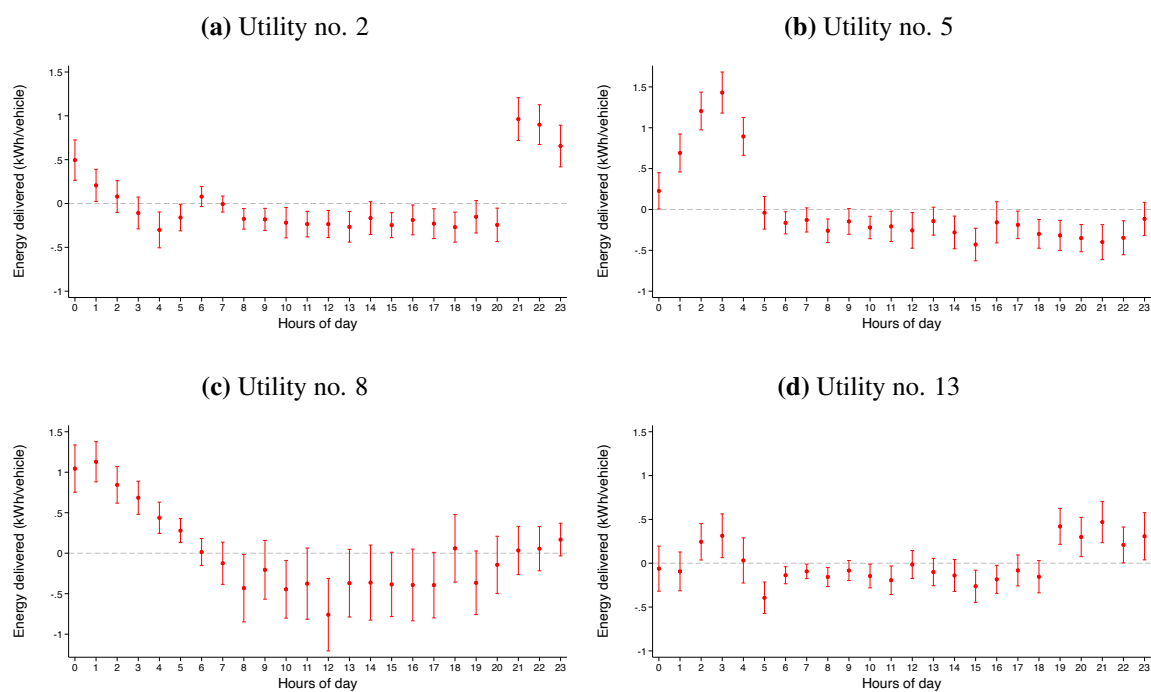 (a) Utility no. 2
(b) Utility no. 5
Energy delivered (kWh/vehicle)
1.5
1
.5
0
-.5
-1
0 1 2 3 4 5 6 7 8 9 10 11 12 13 14 15 16 17 18 19 20 21 22 23
Hours of day
Energy delivered (kWh/vehicle)
1.5
1
.5
0
-.5
-1
0 1 2 3 4 5 6 7 8 9 10 11 12 13 14 15 16 17 18 19 20 21 22 23
Hours of day
(c) Utility no. 8
(d) Utility no. 13
Energy delivered (kWh/vehicle)
1.5
1
.5
0
-.5
-1
0 1 2 3 4 5 6 7 8 9 10 11 12 13 14 15 16 17 18 19 20 21 22 23
Hours of day
Energy delivered (kWh/vehicle)
1.5
1
.5
0
-.5
-1
0 1 2 3 4 5 6 7 8 9 10 11 12 13 14 15 16 17 18 19 20 21 22 23
Hours of day